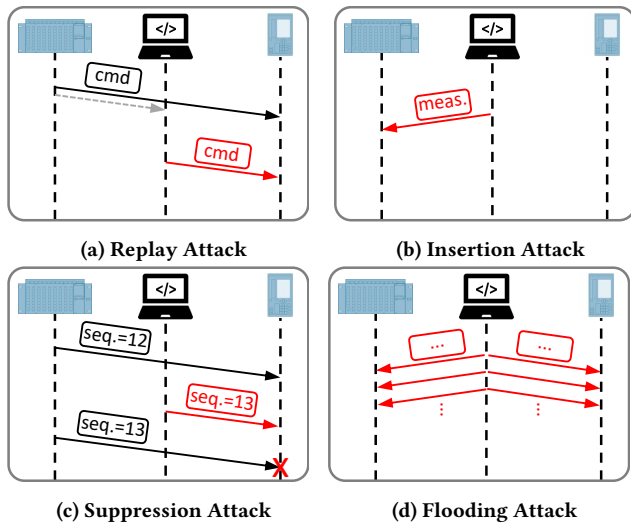 </>
cmd
cmd
(a) Replay Attack
</>
meas.
(b) Insertion Attack
</>
seq.=12
seq.=13
seq.=13
X
(c) Suppression Attack
</>
... ...
⋮ ⋮
(d) Flooding Attack